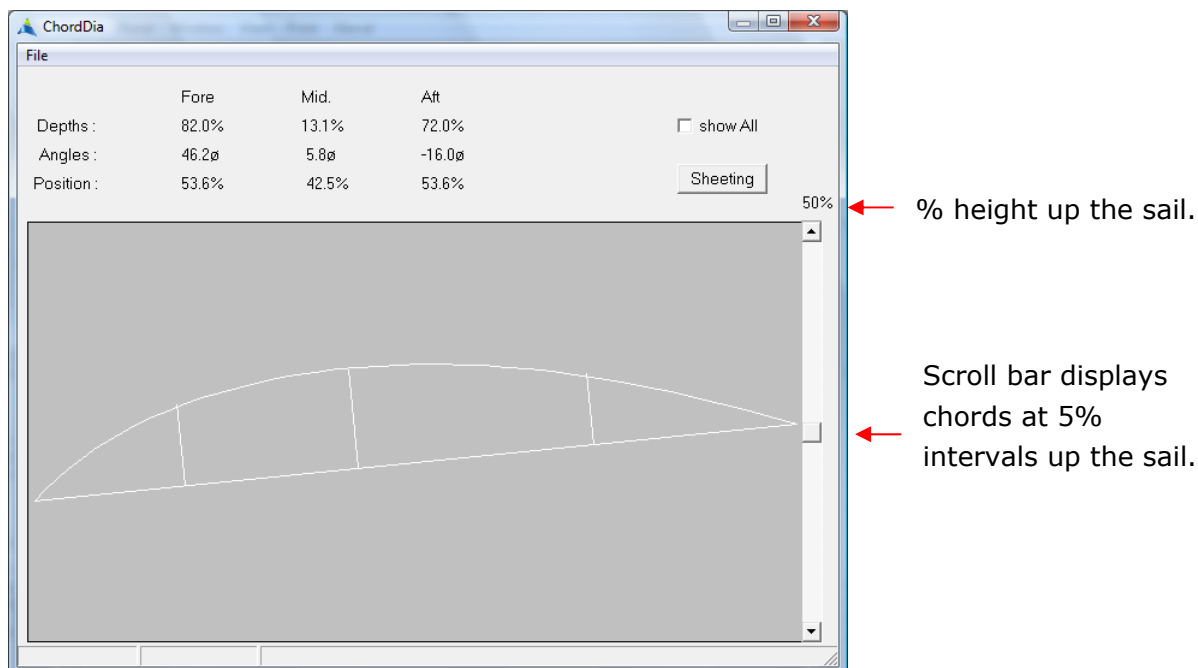 ChordDia
File
Fore Mid. Aft
Depths : 82.0% 13.1% 72.0% show All
Angles : 46.2ø 5.8ø -16.0ø
Position : 53.6% 42.5% 53.6% Sheeting
50% % height up the sail.
Scroll bar displays
chords at 5%
intervals up the sail.